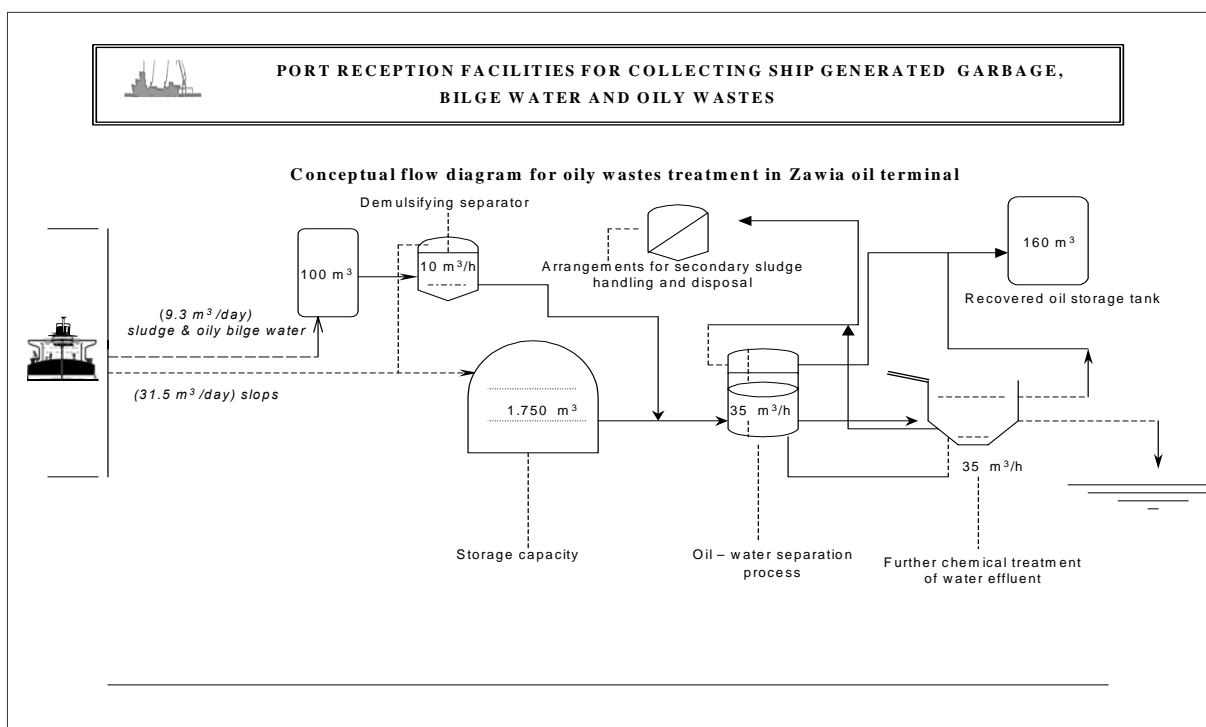 PORT RECEPTION FACILITIES FOR COLLECTING SHIP GENERATED GARBAGE,
BILGE WATER AND OILY WASTES
Conceptual flow diagram for oily wastes treatment in Zawia oil terminal
Demulsifying separator
100 m³
10 m³/h
Arrangements for secondary sludge
handling and disposal
160 m³
Recovered oil storage tank
(9.3 m³/day)
sludge & oily bilge water
(31.5 m³/day) slops
1.750 m³
35 m³/h
35 m³/h
Storage capacity
Oil – water separation
process
Further chemical treatment
of water effluent